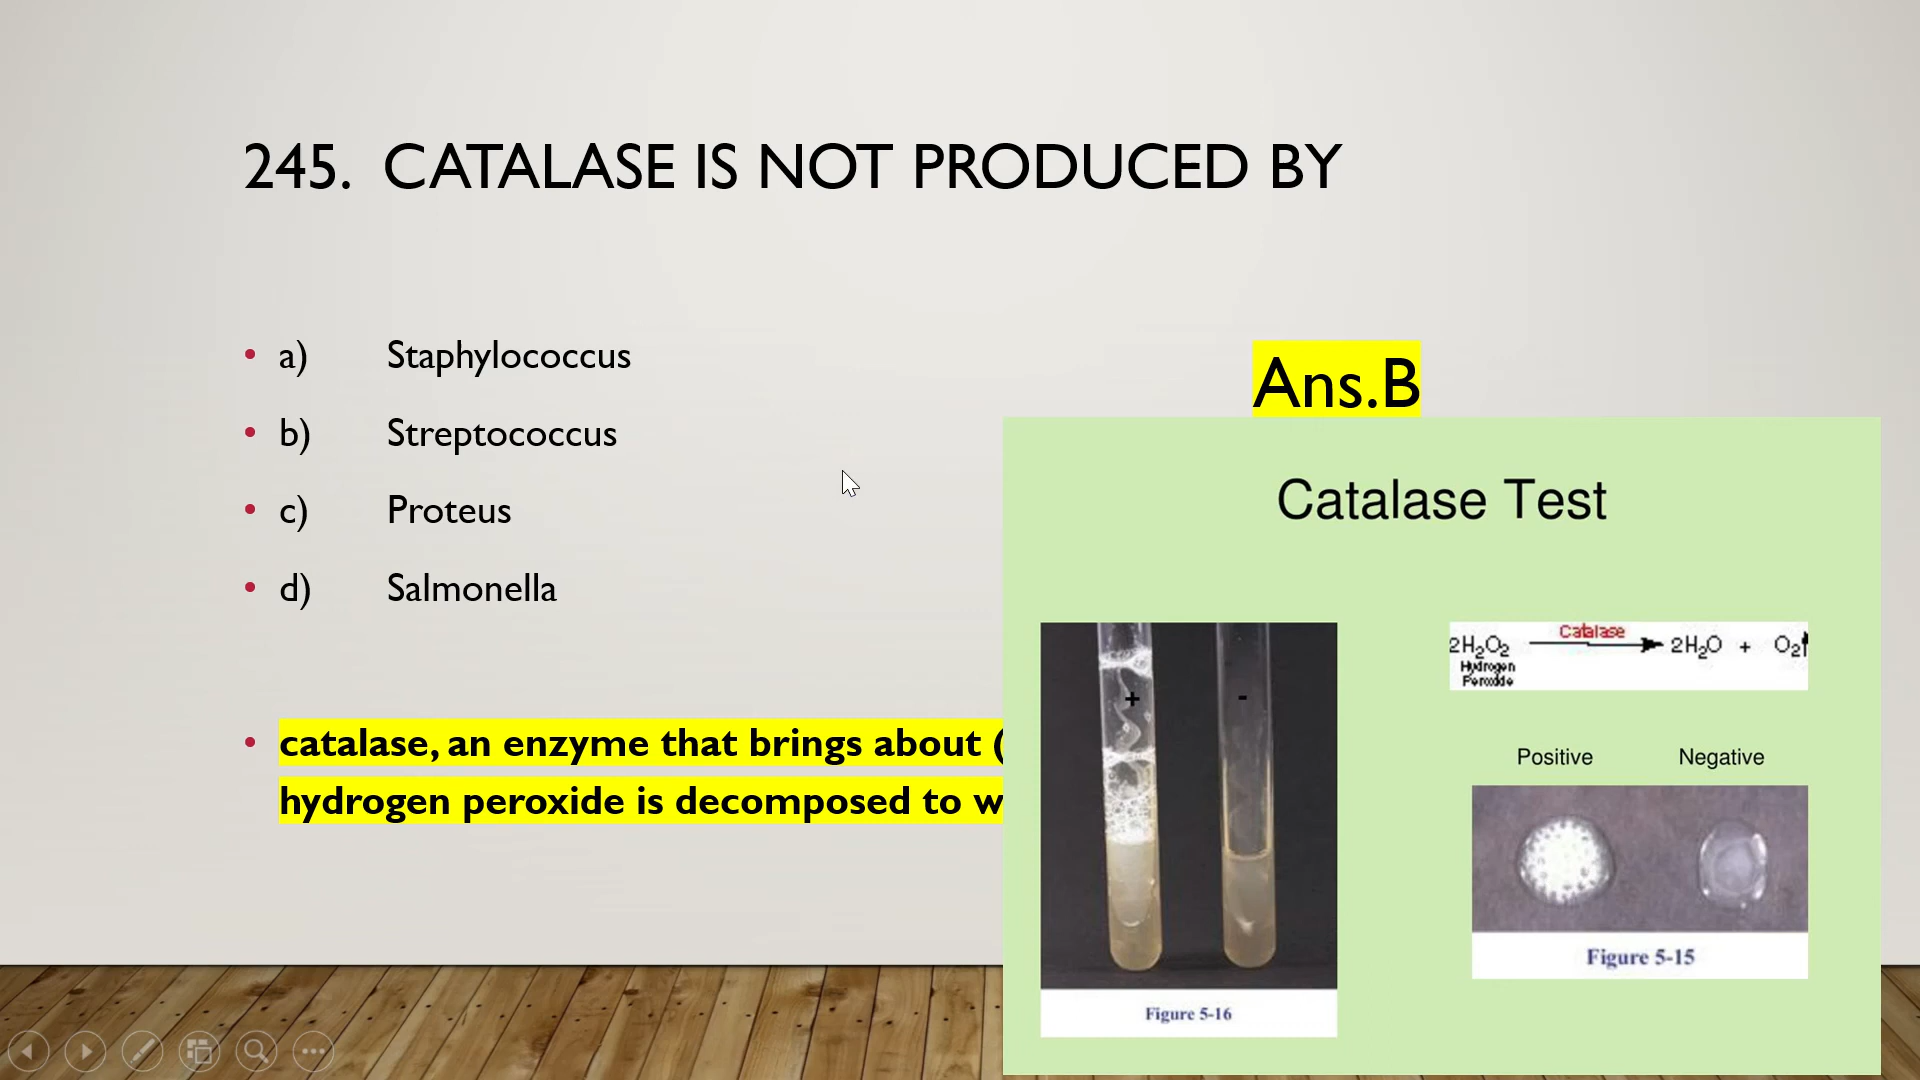 245. CATALASE IS NOT PRODUCED BY
• a) Staphylococcus
• b) Streptococcus
• c) Proteus
• d) Salmonella
Ans.B
• catalase, an enzyme that brings about (
hydrogen peroxide is decomposed to w
Catalase Test
+ -
Catalase
2H₂O₂ → 2H₂O + O₂↑
Hydrogen
Peroxide
Positive Negative
Figure 5-15
Figure 5-16